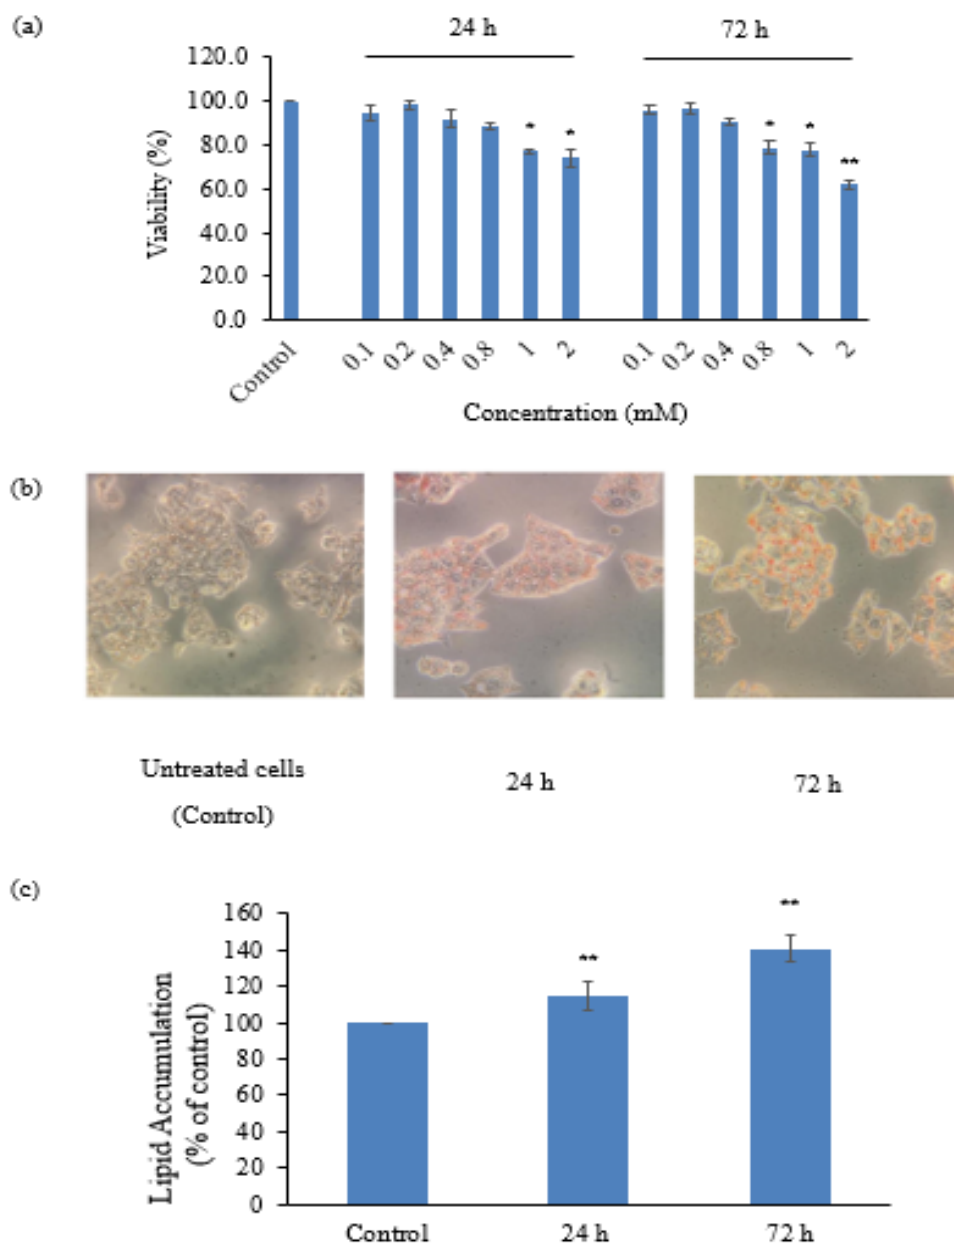 (a)
24 h
72 h
120.0
100.0
80.0
60.0
40.0
20.0
0.0
Viability (%)
* * * * **
Control 0.1 0.2 0.4 0.8 1 2 0.1 0.2 0.4 0.8 1 2
Concentration (mM)
(b)
Untreated cells
(Control)
24 h
72 h
(c)
160
140
120
100
80
60
40
20
0
Lipid Accumulation
(% of control)
** **
Control 24 h 72 h